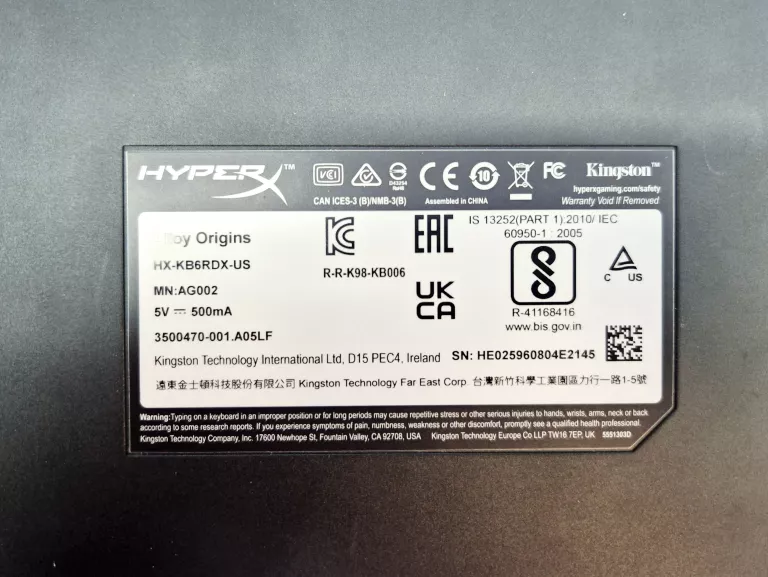 HYPERX™
VCI
D43254
RoHS
CE
10
FC
Kingston™
CAN ICES-3 (B)/NMB-3(B)
Assembled in CHINA
hyperxgaming.com/safety
Warranty Void If Removed
Origins
HX-KB6RDX-US
MN:AG002
5V ⎓ 500mA
3500470-001.A05LF
R-R-K98-KB006
EAC
UK
CA
IS 13252(PART 1):2010/ IEC
60950-1 : 2005
R-41168416
www.bis.gov.in
C US
Kingston Technology International Ltd, D15 PEC4, Ireland
SN: HE025960804E2145
遠東金士頓科技股份有限公司 Kingston Technology Far East Corp. 台灣新竹科學工業園區力行一路1-5號
Warning:Typing on a keyboard in an improper position or for long periods may cause repetitive stress or other serious injuries to hands, wrists, arms, neck or back
according to some research reports. If you experience symptoms of pain, numbness, weakness or other discomfort, promptly see a qualified health professional.
Kingston Technology Company, Inc. 17600 Newhope St, Fountain Valley, CA 92708, USA Kingston Technology Europe Co LLP TW16 7EP, UK 5551303D